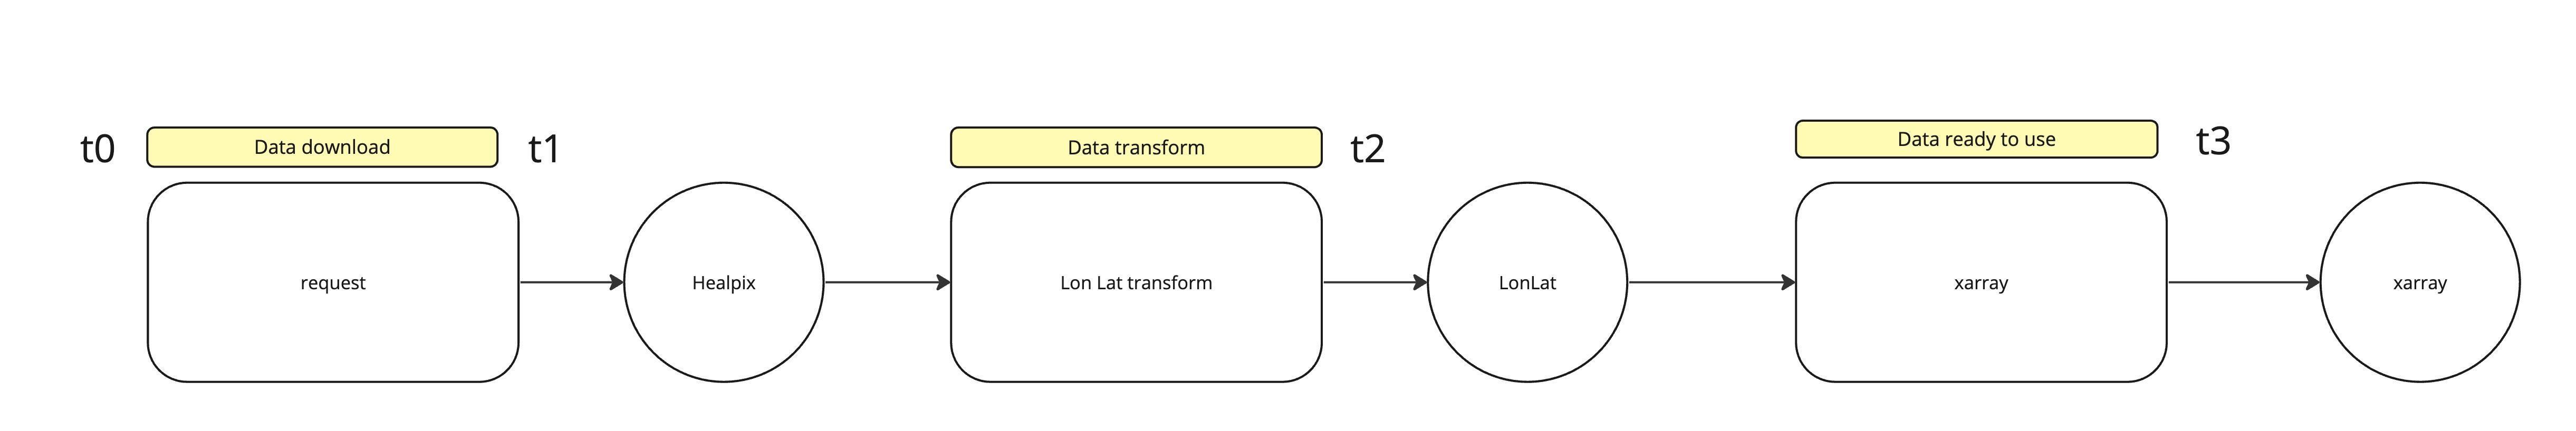 t0
Data download
t1
Data transform
t2
Data ready to use
t3
request
Healpix
Lon Lat transform
LonLat
xarray
xarray